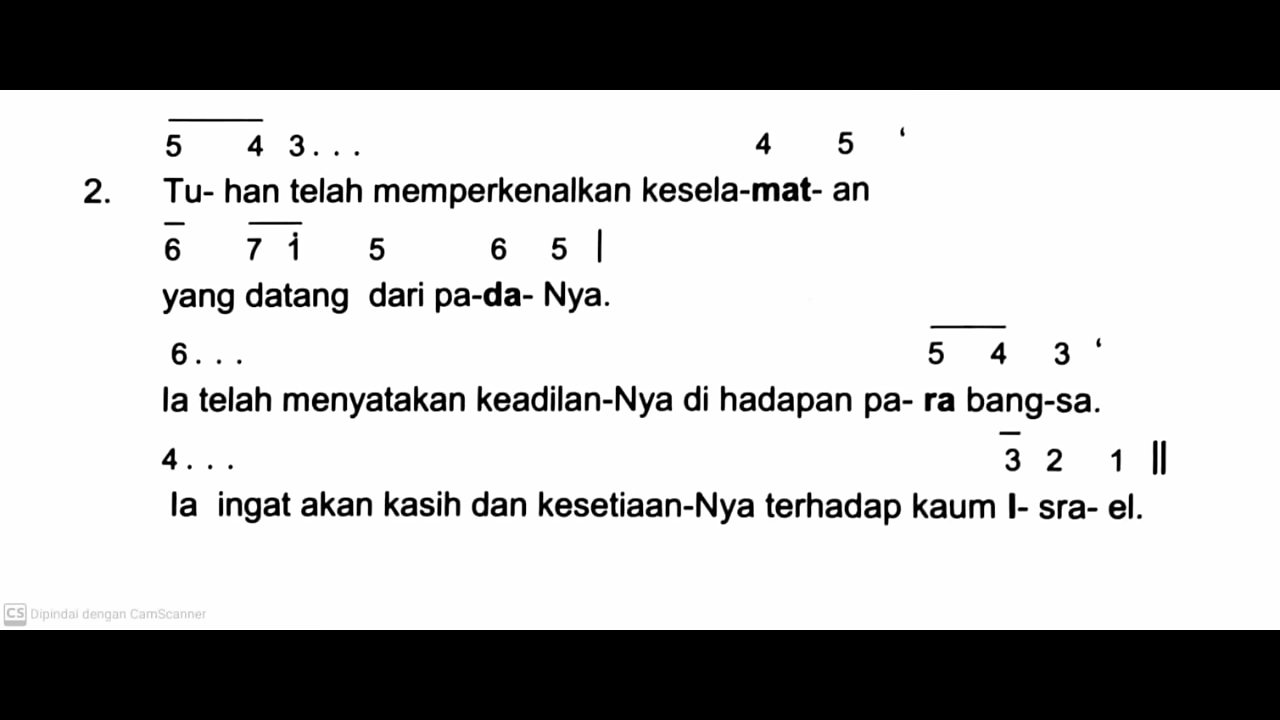 5 4 3 . . . 4 5 ‘
2. Tu- han telah memperkenalkan kesela-mat- an
6 7 i 5 6 5 |
yang datang dari pa-da- Nya.
6 . . . 5 4 3 ‘
Ia telah menyatakan keadilan-Nya di hadapan pa- ra bang-sa.
4 . . . 3 2 1 ||
Ia ingat akan kasih dan kesetiaan-Nya terhadap kaum I- sra- el.
CS Dipindai dengan CamScanner